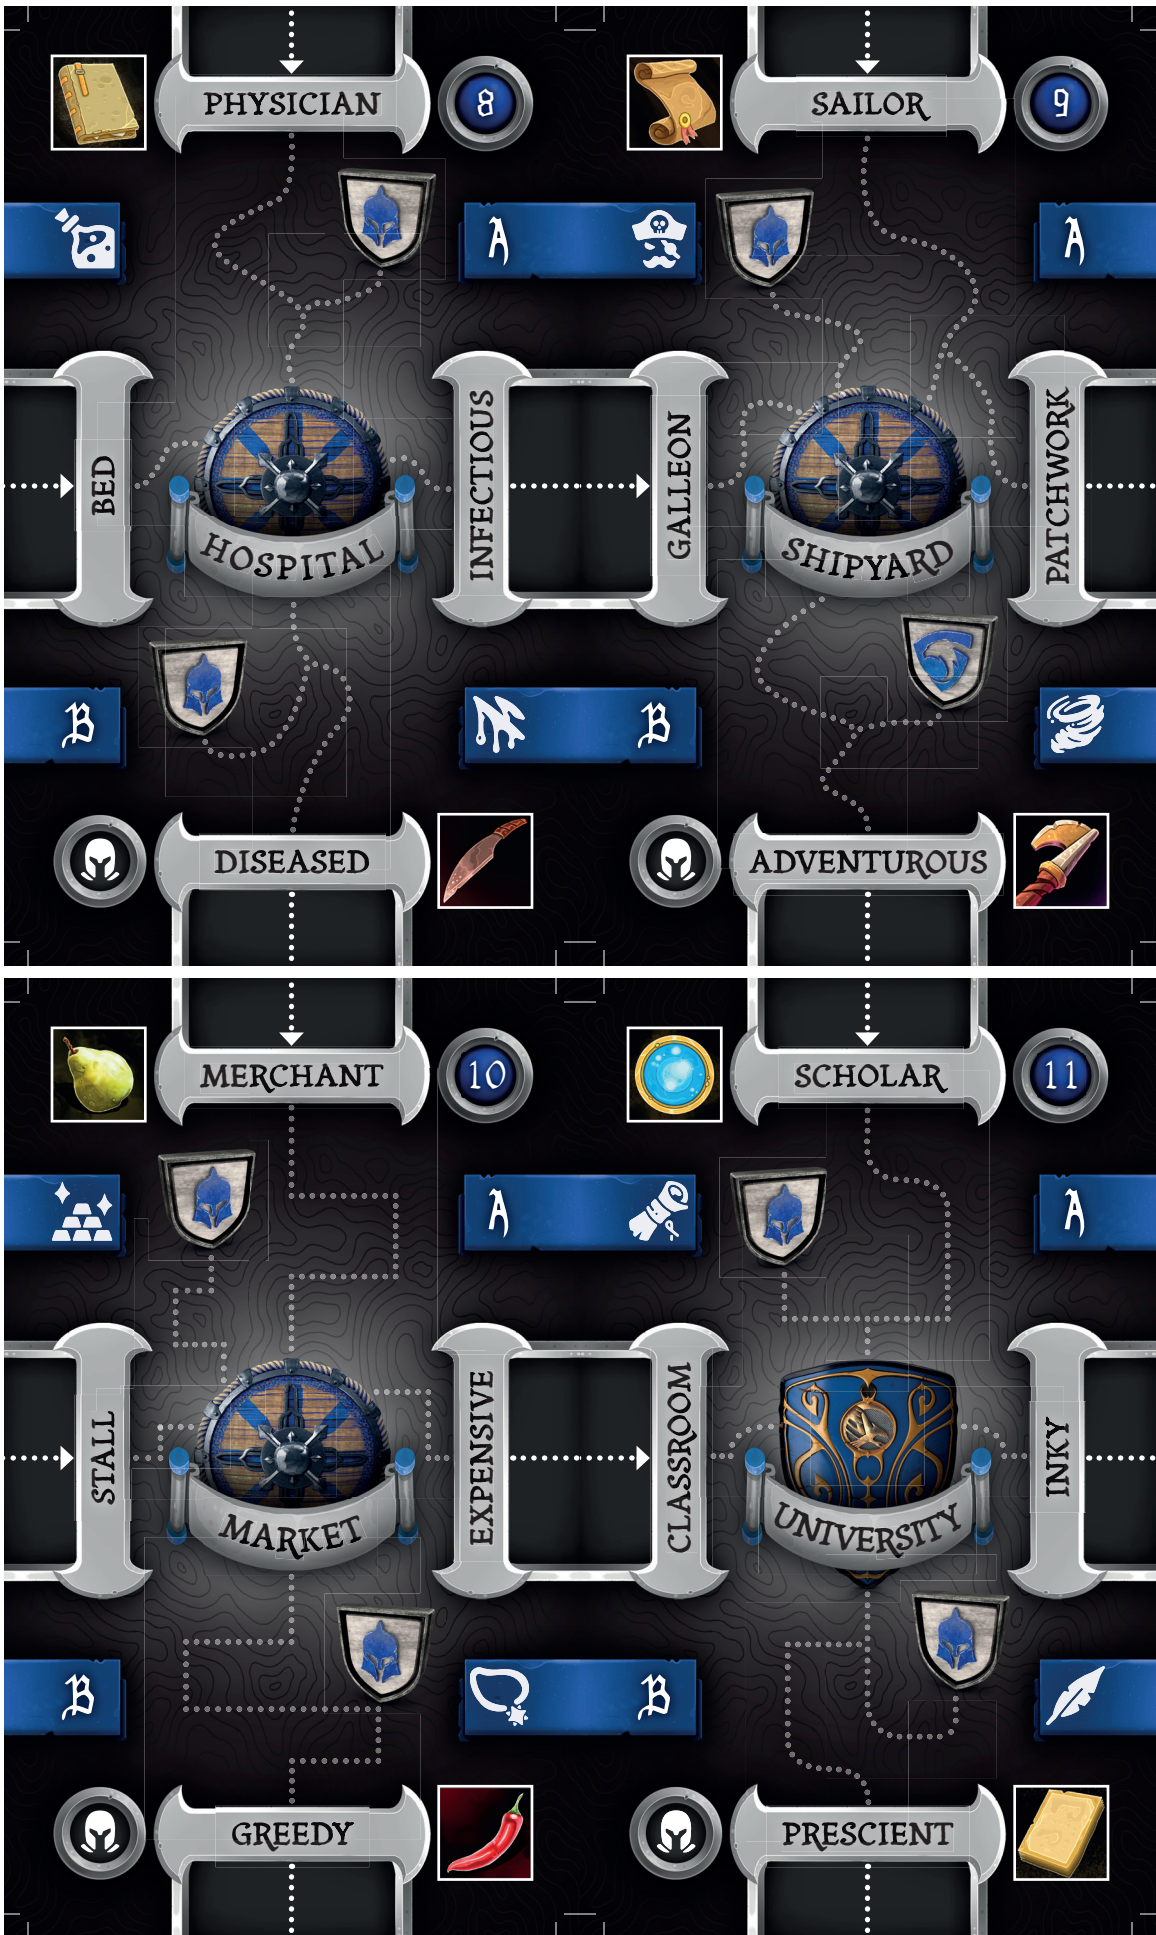 PHYSICIAN
8
A
BED
INFECTIOUS
HOSPITAL
B
DISEASED
SAILOR
9
A
GALLEON
PATCHWORK
SHIPYARD
B
ADVENTUROUS
MERCHANT
10
A
STALL
EXPENSIVE
MARKET
B
GREEDY
SCHOLAR
11
A
CLASSROOM
INKY
UNIVERSITY
B
PRESCIENT